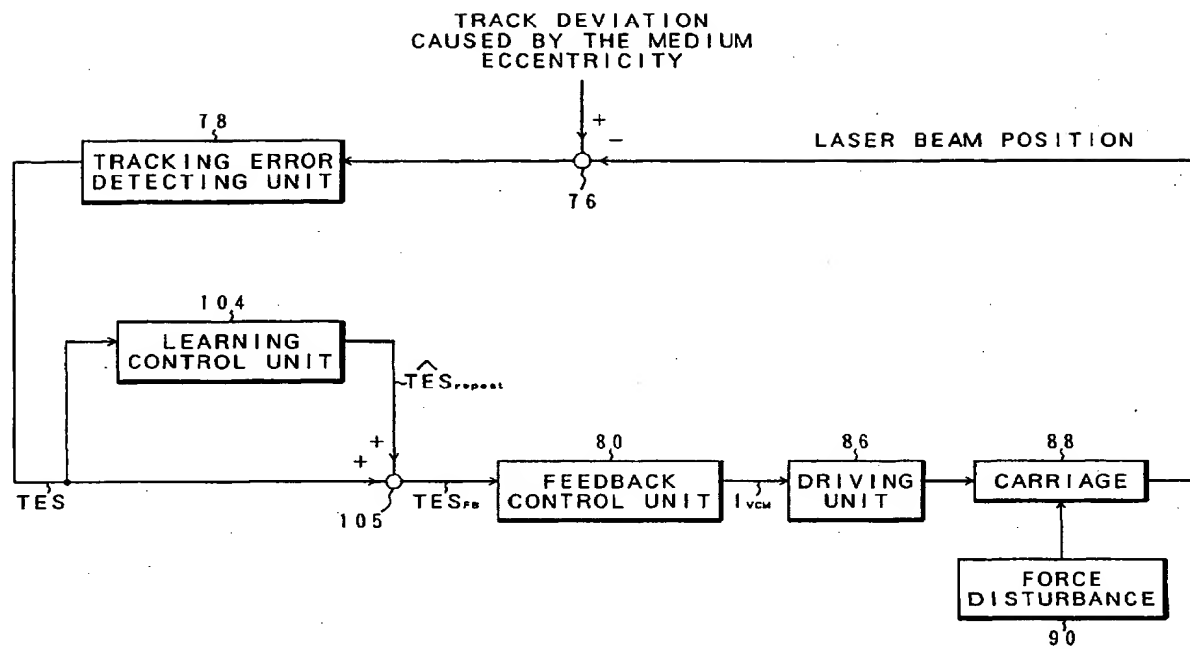 TRACK DEVIATION
CAUSED BY THE MEDIUM
ECCENTRICITY
78
+
−
LASER BEAM POSITION
TRACKING ERROR
DETECTING UNIT
76
104
LEARNING
CONTROL UNIT
T̂ESrepeat
+
+
80
86
88
FEEDBACK
CONTROL UNIT
DRIVING
UNIT
CARRIAGE
TES
TESFB
IVCM
105
FORCE
DISTURBANCE
90